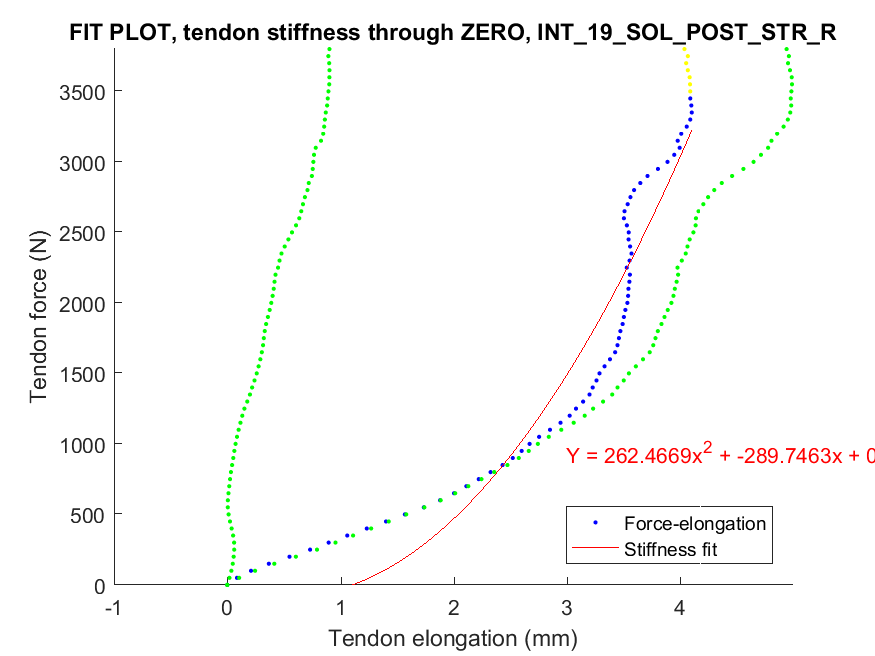 FIT PLOT, tendon stiffness through ZERO, INT_19_SOL_POST_STR_R
Tendon force (N)
3500
3000
2500
2000
1500
1000
500
0
Y = 262.4669x^2 + -289.7463x + 0
Force-elongation
Stiffness fit
-1 0 1 2 3 4
Tendon elongation (mm)